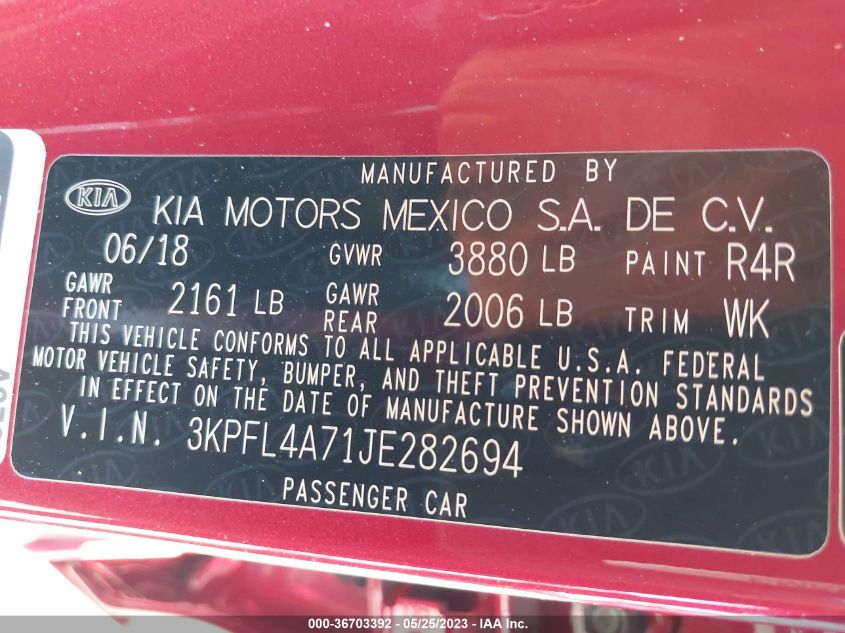 MANUFACTURED BY
KIA KIA MOTORS MEXICO S.A. DE C.V.
06/18 GVWR 3880 LB PAINT R4R
GAWR FRONT 2161 LB GAWR REAR 2006 LB TRIM WK
THIS VEHICLE CONFORMS TO ALL APPLICABLE U.S.A. FEDERAL
MOTOR VEHICLE SAFETY, BUMPER, AND THEFT PREVENTION STANDARDS
IN EFFECT ON THE DATE OF MANUFACTURE SHOWN ABOVE.
V.I.N. 3KPFL4A71JE282694
PASSENGER CAR
000-36703392 - 05/25/2023 - IAA Inc.